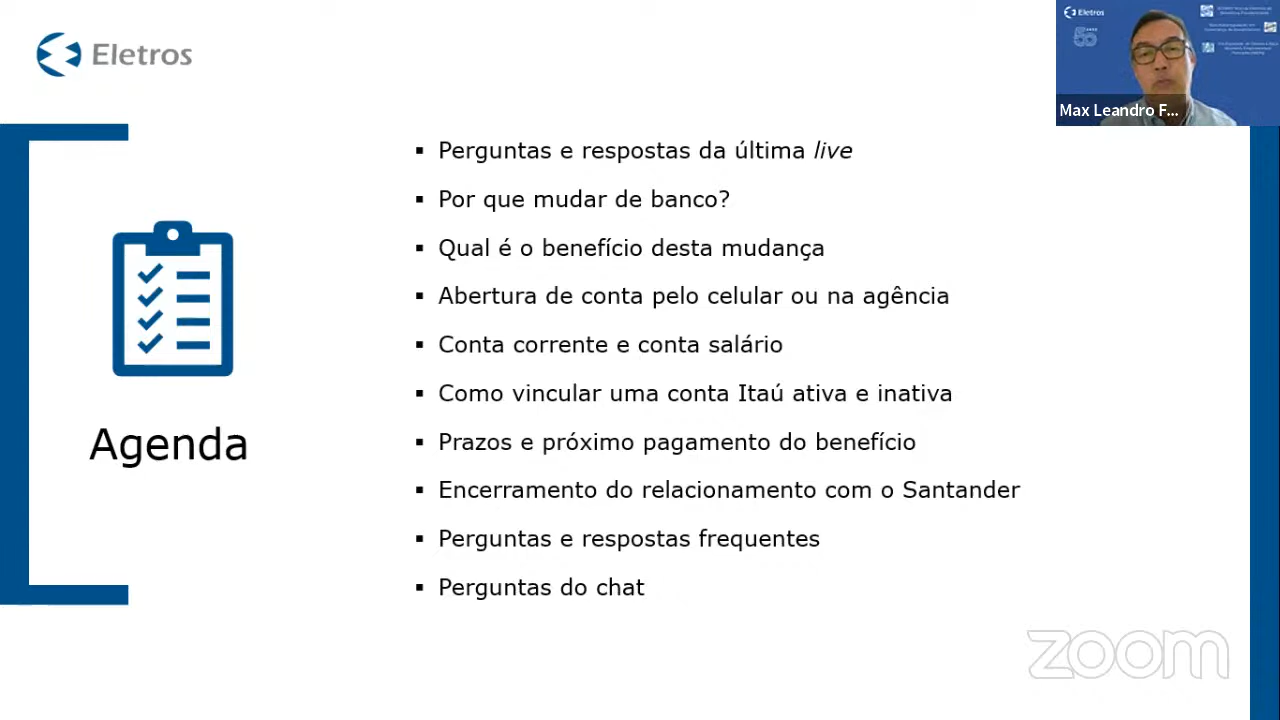 Eletros
Eletros
50
Max Leandro F...
Perguntas e respostas da última live
Por que mudar de banco?
Qual é o benefício desta mudança
Abertura de conta pelo celular ou na agência
Conta corrente e conta salário
Como vincular uma conta Itaú ativa e inativa
Prazos e próximo pagamento do benefício
Encerramento do relacionamento com o Santander
Perguntas e respostas frequentes
Perguntas do chat
Agenda
zoom